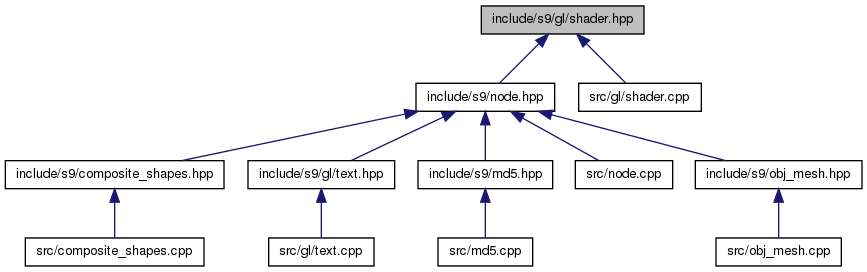 include/s9/gl/shader.hpp
include/s9/node.hpp
src/gl/shader.cpp
include/s9/composite_shapes.hpp
include/s9/gl/text.hpp
include/s9/md5.hpp
src/node.cpp
include/s9/obj_mesh.hpp
src/composite_shapes.cpp
src/gl/text.cpp
src/md5.cpp
src/obj_mesh.cpp